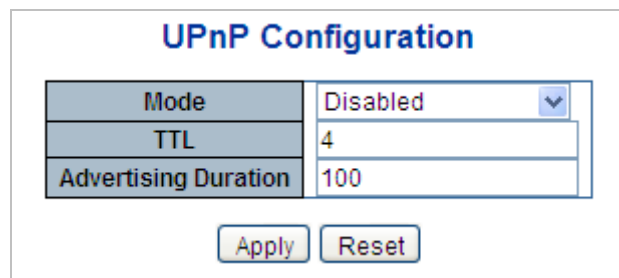 UPnP Configuration
Mode Disabled
TTL 4
Advertising Duration 100
Apply Reset